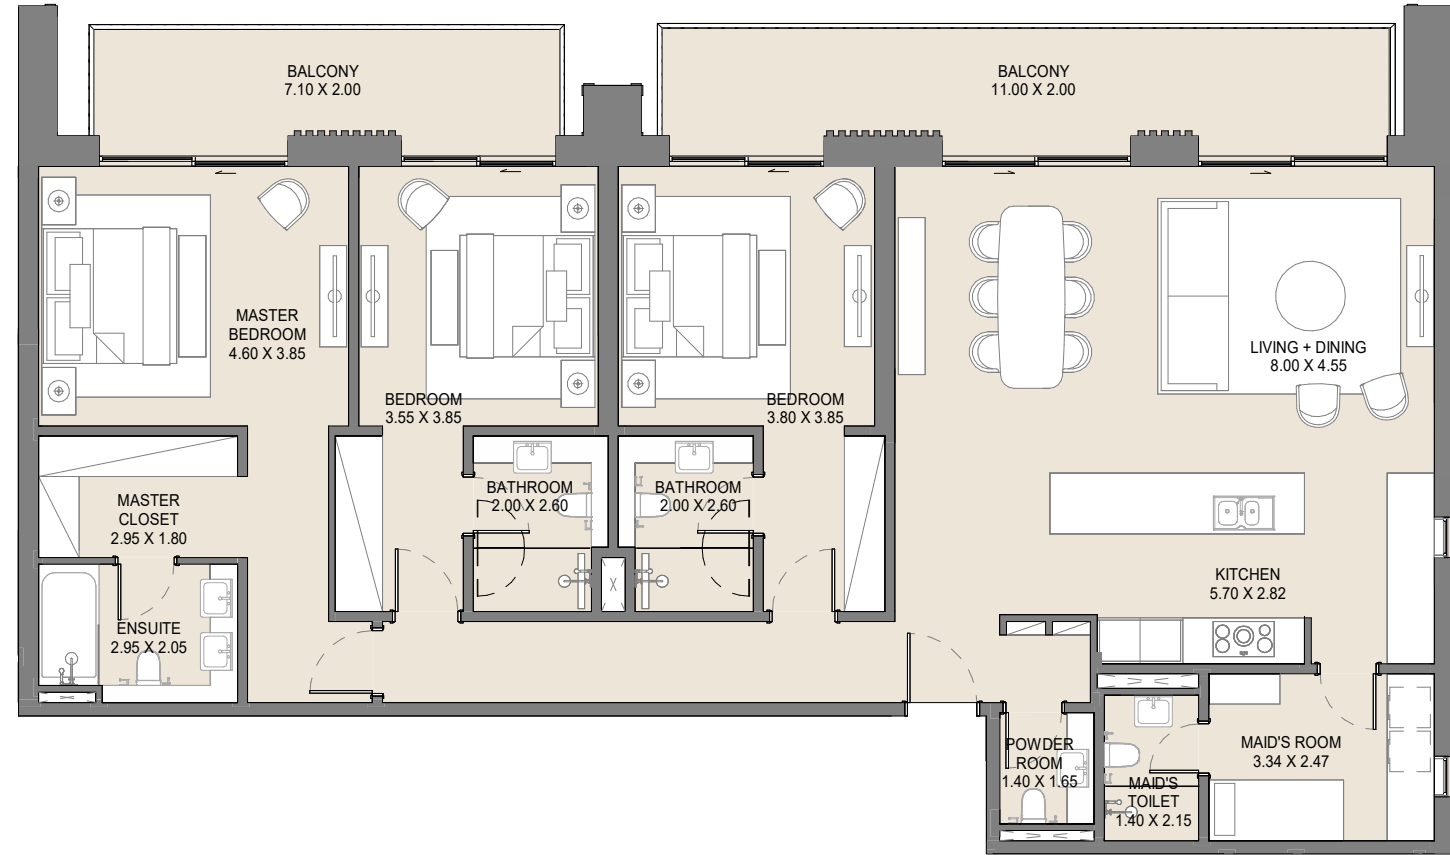 BALCONY
7.10 X 2.00
BALCONY
11.00 X 2.00
MASTER
BEDROOM
4.60 X 3.85
BEDROOM
3.55 X 3.85
BEDROOM
3.80 X 3.85
LIVING + DINING
8.00 X 4.55
MASTER
CLOSET
2.95 X 1.80
BATHROOM
2.00 X 2.60
BATHROOM
2.00 X 2.60
KITCHEN
5.70 X 2.82
ENSUITE
2.95 X 2.05
POWDER
ROOM
1.40 X 1.65
MAID'S
TOILET
1.40 X 2.15
MAID'S ROOM
3.34 X 2.47